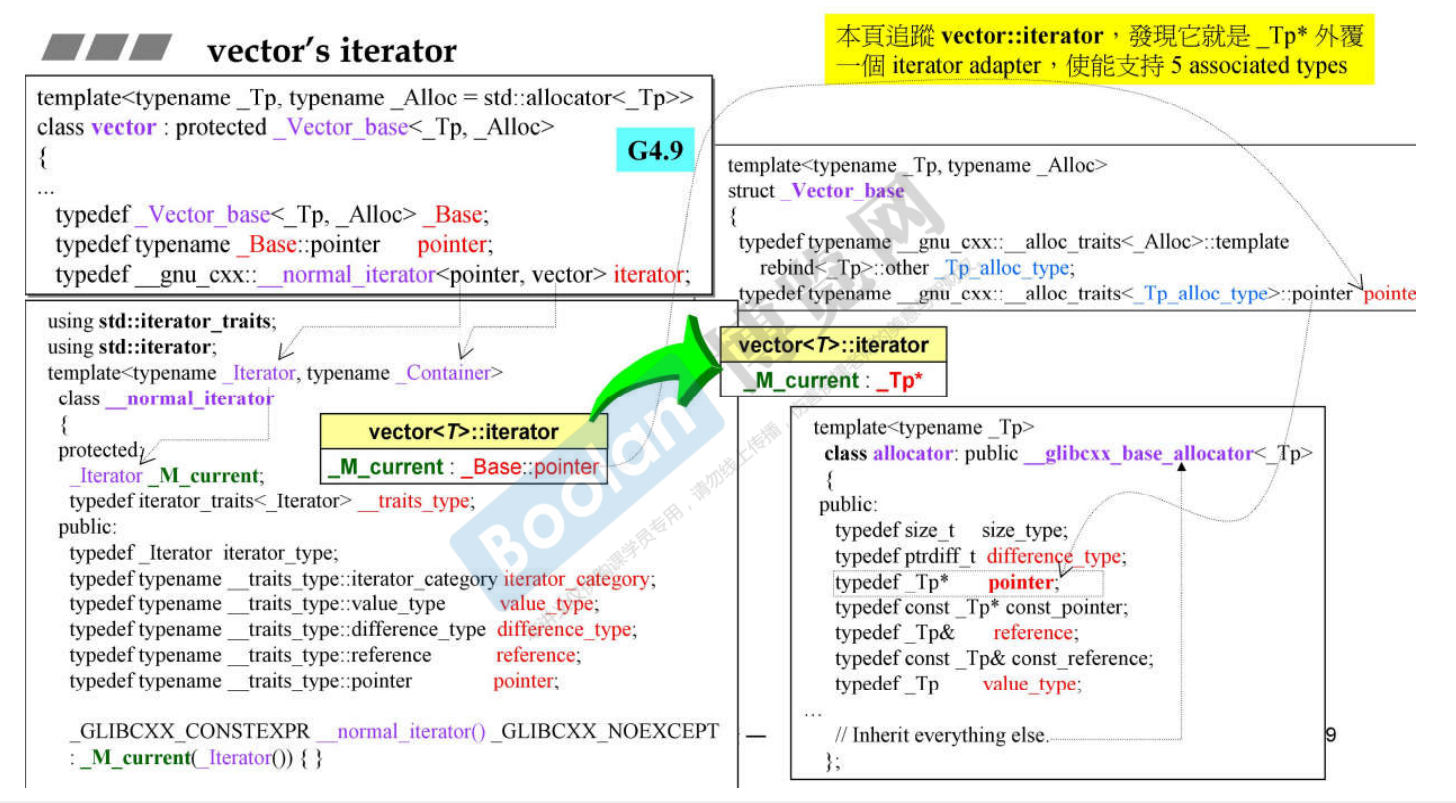 vector's iterator
本頁追蹤 vector::iterator，發現它就是 _Tp* 外覆
一個 iterator adapter，使能支持 5 associated types
template<typename _Tp, typename _Alloc = std::allocator<_Tp>>
class vector : protected _Vector_base<_Tp, _Alloc>
{
...
typedef _Vector_base<_Tp, _Alloc> _Base;
typedef typename _Base::pointer pointer;
typedef __gnu_cxx::__normal_iterator<pointer, vector> iterator;
G4.9
template<typename _Tp, typename _Alloc>
struct _Vector_base
{
typedef typename __gnu_cxx::__alloc_traits<_Alloc>::template
rebind<_Tp>::other _Tp_alloc_type;
typedef typename __gnu_cxx::__alloc_traits<_Tp_alloc_type>::pointer pointe
using std::iterator_traits;
using std::iterator;
template<typename _Iterator, typename _Container>
class __normal_iterator
{
protected:
_Iterator _M_current;
typedef iterator_traits<_Iterator> __traits_type;
public:
typedef _Iterator iterator_type;
typedef typename __traits_type::iterator_category iterator_category;
typedef typename __traits_type::value_type value_type;
typedef typename __traits_type::difference_type difference_type;
typedef typename __traits_type::reference reference;
typedef typename __traits_type::pointer pointer;
_GLIBCXX_CONSTEXPR __normal_iterator() _GLIBCXX_NOEXCEPT
: _M_current(_Iterator()) { }
vector<T>::iterator
_M_current : _Base::pointer
vector<T>::iterator
_M_current : _Tp*
template<typename _Tp>
class allocator: public __glibcxx_base_allocator<_Tp>
{
public:
typedef size_t size_type;
typedef ptrdiff_t difference_type;
typedef _Tp* pointer;
typedef const _Tp* const_pointer;
typedef _Tp& reference;
typedef const _Tp& const_reference;
typedef _Tp value_type;
...
// Inherit everything else.
};
—
9
Boolan 博览网